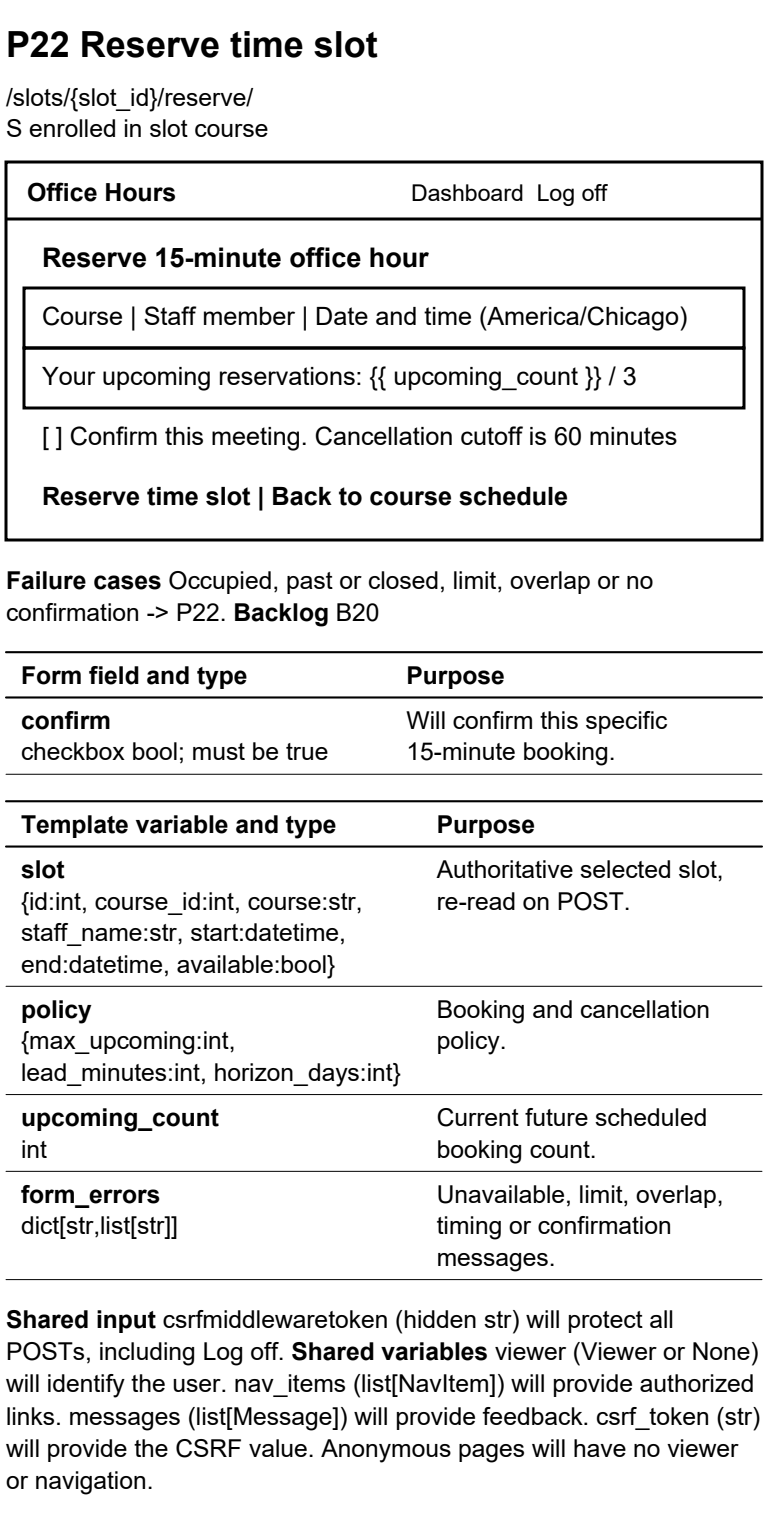 P22 Reserve time slot
/slots/{slot_id}/reserve/
S enrolled in slot course
Office Hours Dashboard Log off
Reserve 15-minute office hour
Course | Staff member | Date and time (America/Chicago)
Your upcoming reservations: {{ upcoming_count }} / 3
[ ] Confirm this meeting. Cancellation cutoff is 60 minutes
Reserve time slot | Back to course schedule
Failure cases Occupied, past or closed, limit, overlap or no
confirmation -> P22. Backlog B20
Form field and type Purpose
confirm Will confirm this specific
checkbox bool; must be true 15-minute booking.
Template variable and type Purpose
slot Authoritative selected slot,
{id:int, course_id:int, course:str, re-read on POST.
staff_name:str, start:datetime,
end:datetime, available:bool}
policy Booking and cancellation
{max_upcoming:int, policy.
lead_minutes:int, horizon_days:int}
upcoming_count Current future scheduled
int booking count.
form_errors Unavailable, limit, overlap,
dict[str,list[str]] timing or confirmation
messages.
Shared input csrfmiddlewaretoken (hidden str) will protect all
POSTs, including Log off. Shared variables viewer (Viewer or None)
will identify the user. nav_items (list[NavItem]) will provide authorized
links. messages (list[Message]) will provide feedback. csrf_token (str)
will provide the CSRF value. Anonymous pages will have no viewer
or navigation.